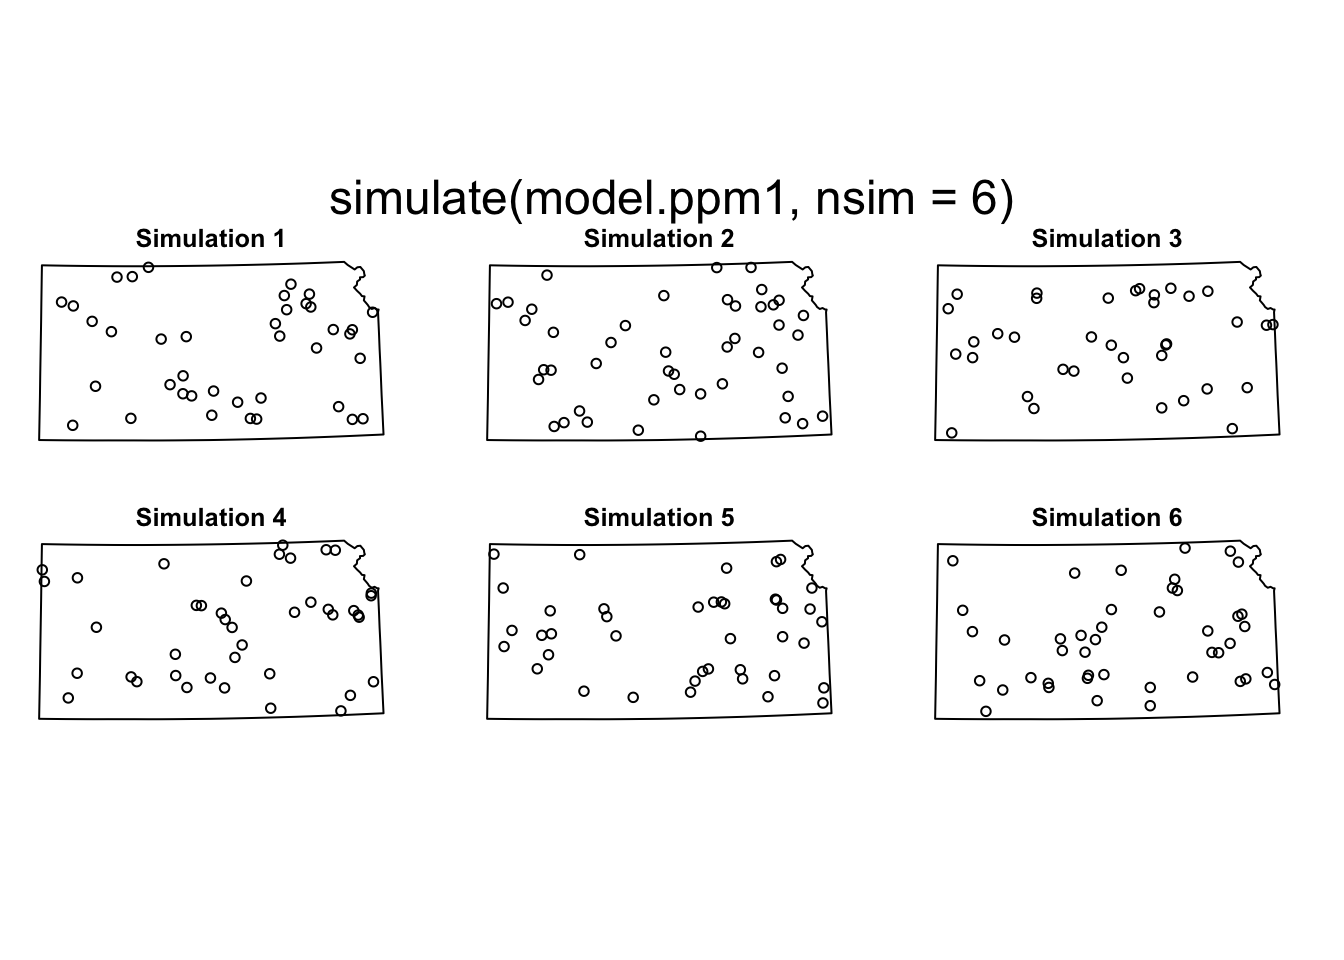 simulate(model.ppm1, nsim = 6)
Simulation 1
Simulation 2
Simulation 3
Simulation 4
Simulation 5
Simulation 6